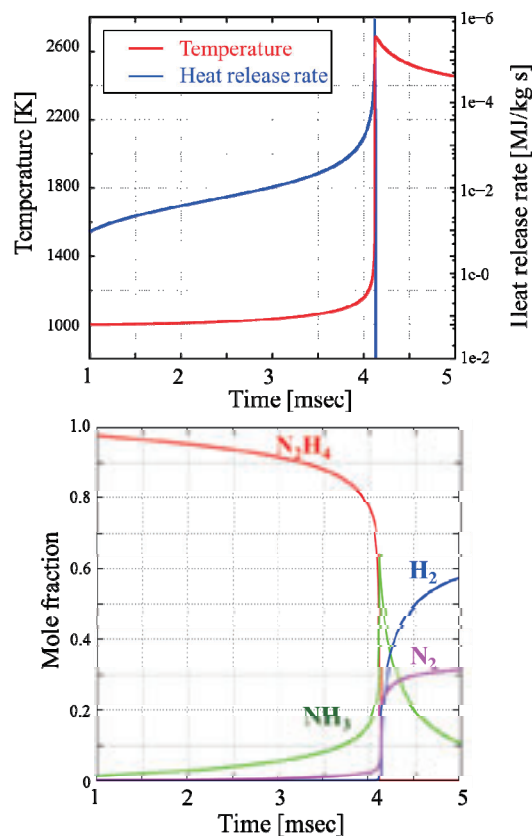 Temperature
Heat release rate
Temperature [K]
2600
2200
1800
1400
1000
1e-6
1e-4
1e-2
1e-0
1e-2
Heat release rate [MJ/kg s]
1 2 3 4 5
Time [msec]
Mole fraction
1.0
0.8
0.6
0.4
0.2
0
N2H4
H2
N2
NH3
1 2 3 4 5
Time [msec]